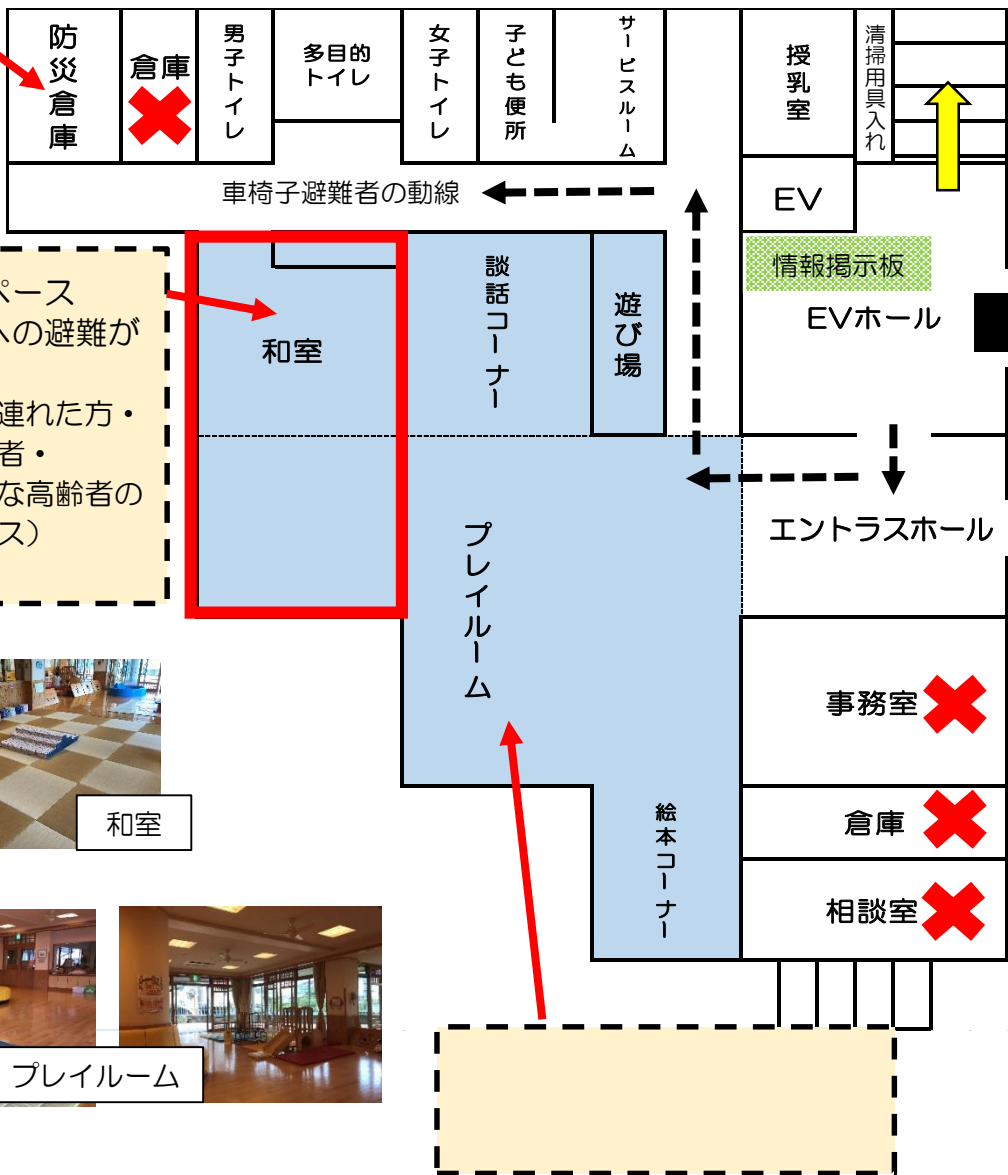 防災倉庫
倉庫
男子トイレ
多目的
トイレ
女子トイレ
子ども便所
サービスルーム
授乳室
清掃用具入れ
車椅子避難者の動線
EV
情報掲示板
EVホール
ペース
への避難が
連れた方・
者・
な高齢者の
ス）
和室
談話コーナー
遊び場
プレイルーム
エントラスホール
事務室
倉庫
相談室
絵本コーナー
和室
プレイルーム